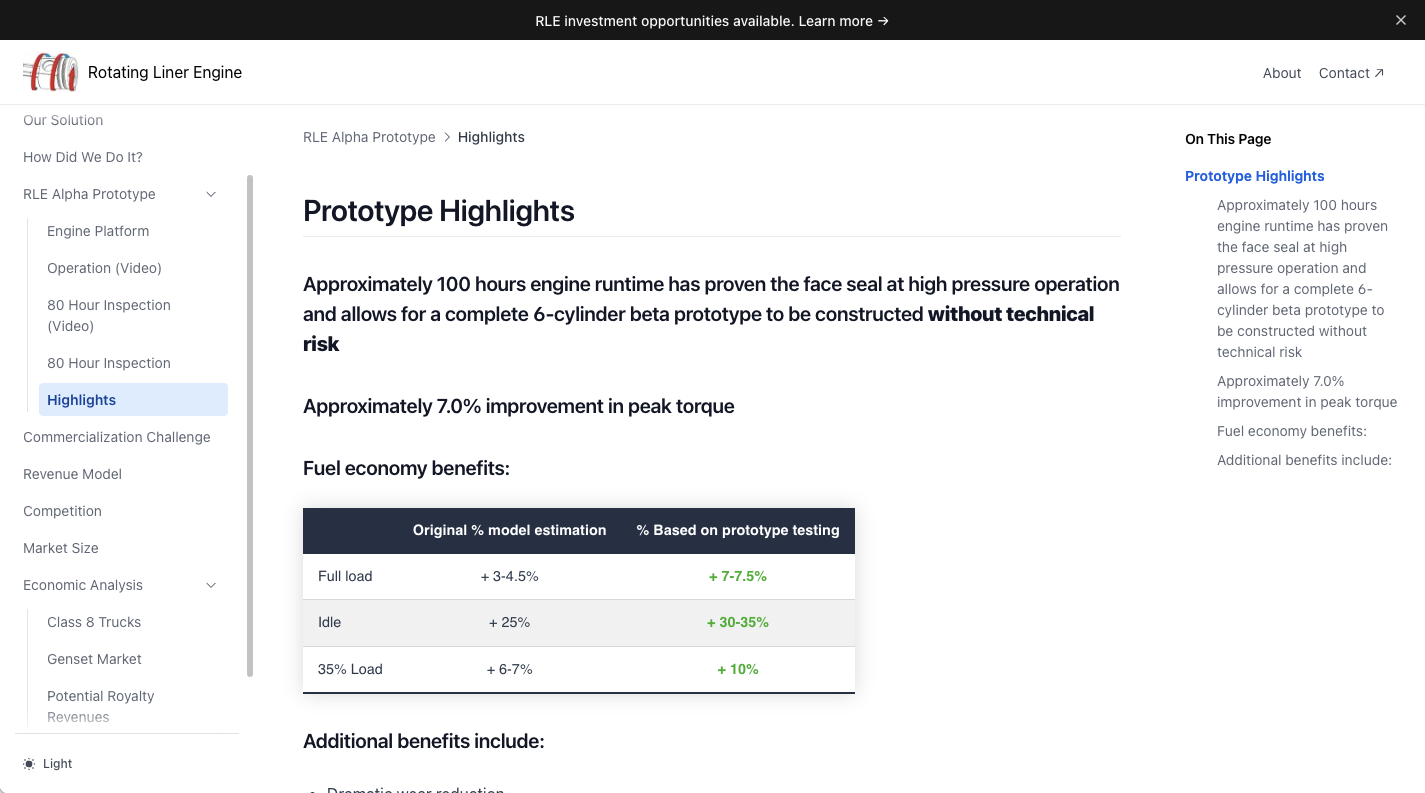 RLE investment opportunities available. Learn more →
Rotating Liner Engine
About
Contact ↗
Our Solution
How Did We Do It?
RLE Alpha Prototype
Engine Platform
Operation (Video)
80 Hour Inspection
(Video)
80 Hour Inspection
Highlights
Commercialization Challenge
Revenue Model
Competition
Market Size
Economic Analysis
Class 8 Trucks
Genset Market
Potential Royalty
Revenues
Light
RLE Alpha Prototype > Highlights
Prototype Highlights
Approximately 100 hours engine runtime has proven the face seal at high pressure operation
and allows for a complete 6-cylinder beta prototype to be constructed without technical
risk
Approximately 7.0% improvement in peak torque
Fuel economy benefits:
Original % model estimation % Based on prototype testing
Full load + 3-4.5% + 7-7.5%
Idle + 25% + 30-35%
35% Load + 6-7% + 10%
Additional benefits include:
• Dramatic wear reduction
On This Page
Prototype Highlights
Approximately 100 hours
engine runtime has proven
the face seal at high
pressure operation and
allows for a complete 6-
cylinder beta prototype to
be constructed without
technical risk
Approximately 7.0%
improvement in peak torque
Fuel economy benefits:
Additional benefits include: